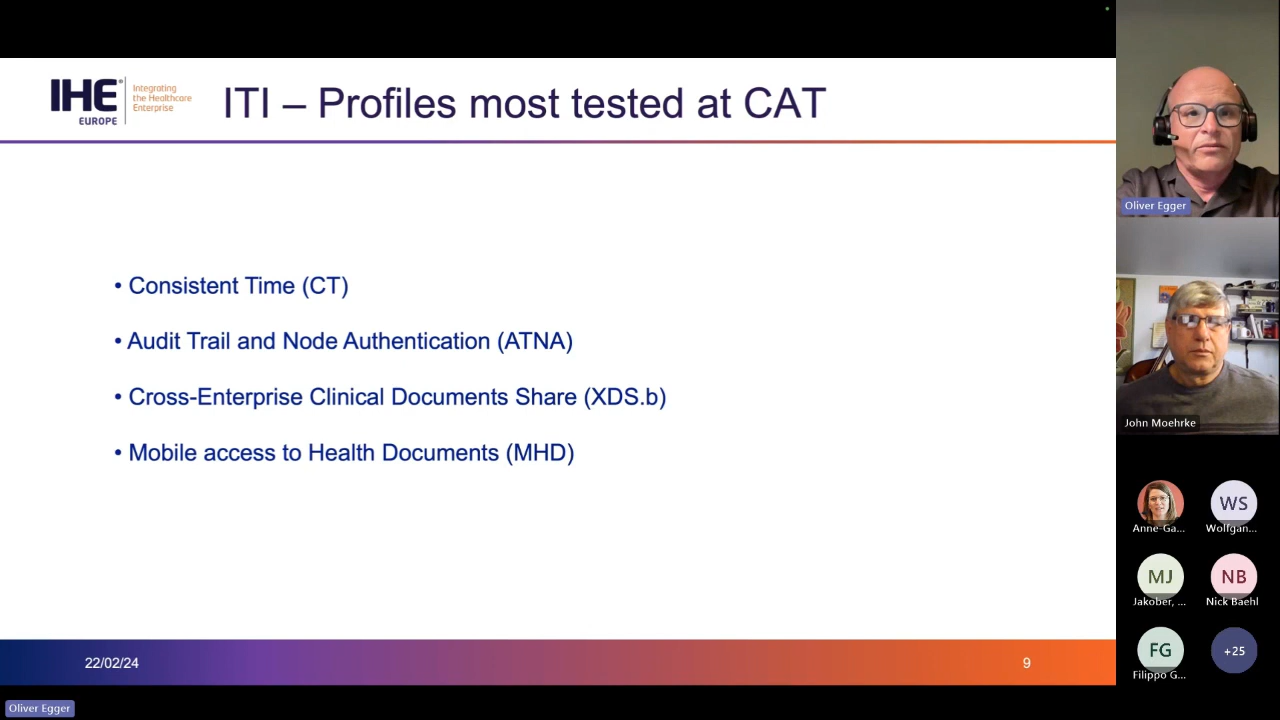 IHE
EUROPE
Integrating
the Healthcare
Enterprise
ITI – Profiles most tested at CAT
• Consistent Time (CT)
• Audit Trail and Node Authentication (ATNA)
• Cross-Enterprise Clinical Documents Share (XDS.b)
• Mobile access to Health Documents (MHD)
22/02/24
9
Oliver Egger
John Moehrke
Anne-Ga...
WS
Wolfgan...
MJ
Jakober, ...
NB
Nick Baehl
FG
Filippo G...
+25
Oliver Egger